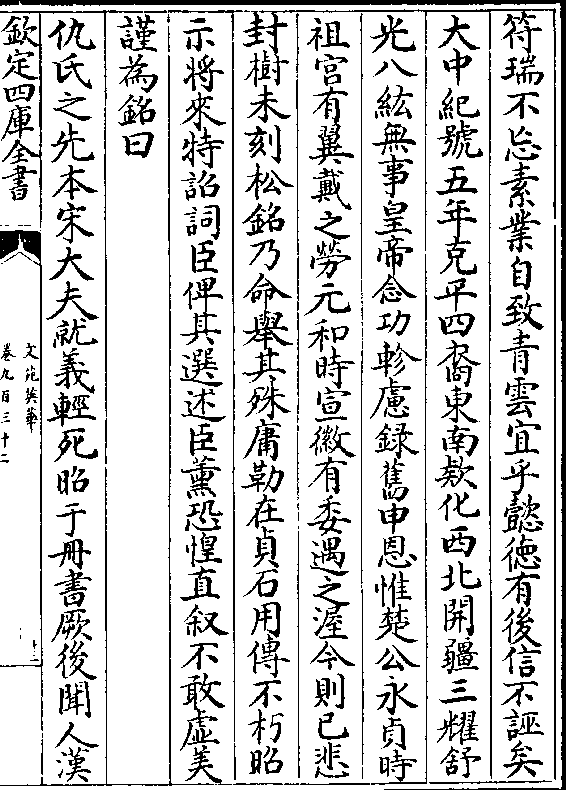 符瑞不忘素業自致青雲宜乎懿徳有後信不誣矣
大中紀號五年克平四裔東南欵化西北開疆三耀舒
光八紘無事皇帝念功軫慮録舊申恩惟楚公永貞時
祖宫有翼戴之勞元和時宣徽有委遇之渥今則已悲
封樹未刻松銘乃命舉其殊庸勒在貞石用傳不朽昭
示將來特詔詞臣俾其選述臣薫恐惶直叙不敢虚美
謹為銘曰
仇氏之先本宋大夫就義輕死昭于册書厥後聞人漢
欽定四庫全書
文苑英華
卷九百三十二
十二